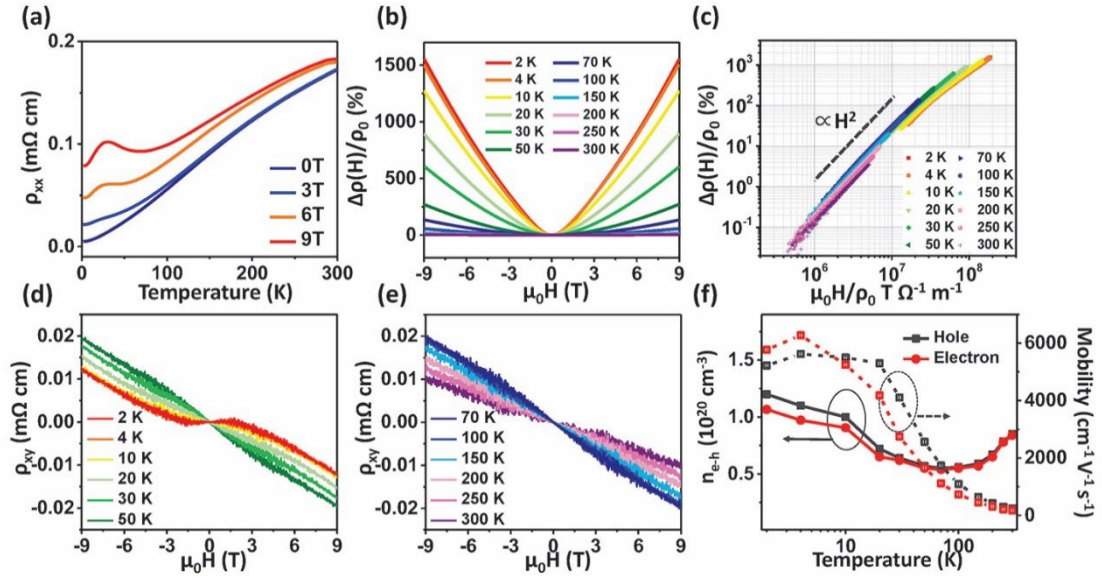 (a)
ρxx (mΩ cm)
0.2
0.1
0.0
0T
3T
6T
9T
0 100 200 300
Temperature (K)
(b)
Δρ(H)/ρ0 (%)
1500
1250
1000
750
500
250
0
2 K 70 K
4 K 100 K
10 K 150 K
20 K 200 K
30 K 250 K
50 K 300 K
-9 -6 -3 0 3 6 9
μ0H (T)
(c)
Δρ(H)/ρ0 (%)
10³
10²
10¹
10⁰
10⁻¹
∝H²
2 K 70 K
4 K 100 K
10 K 150 K
20 K 200 K
30 K 250 K
50 K 300 K
10⁶ 10⁷ 10⁸
μ0H/ρ0 T Ω⁻¹ m⁻¹
(d)
ρxy (mΩ cm)
0.02
0.01
0.00
-0.01
-0.02
2 K
4 K
10 K
20 K
30 K
50 K
-9 -6 -3 0 3 6 9
μ0H (T)
(e)
ρxy (mΩ cm)
0.02
0.01
0.00
-0.01
-0.02
70 K
100 K
150 K
200 K
250 K
300 K
-9 -6 -3 0 3 6 9
μ0H (T)
(f)
ne-h (10²⁰ cm⁻³)
1.5
1.0
0.5
Hole
Electron
6000
4000
2000
0
Mobility (cm⁻¹ V⁻¹ s⁻¹)
10 100
Temperature (K)